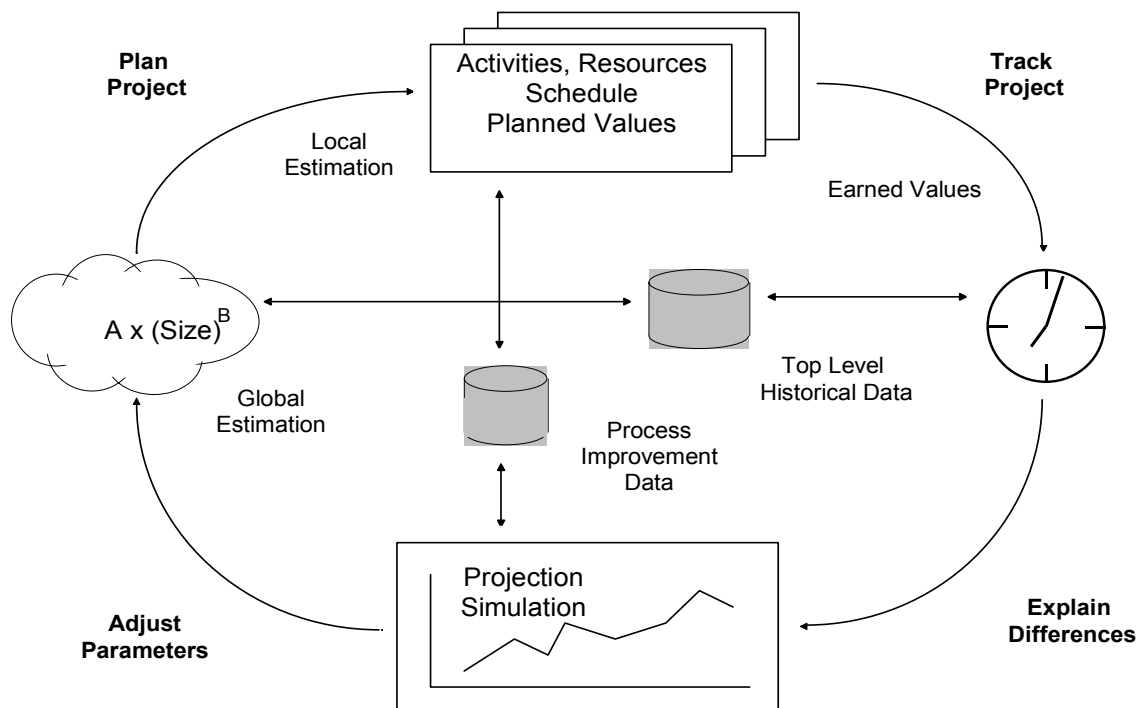 Plan
Project
Activities, Resources
Schedule
Planned Values
Track
Project
Local
Estimation
Earned Values
A x (Size)^B
Global
Estimation
Top Level
Historical Data
Process
Improvement
Data
Projection
Simulation
Adjust
Parameters
Explain
Differences